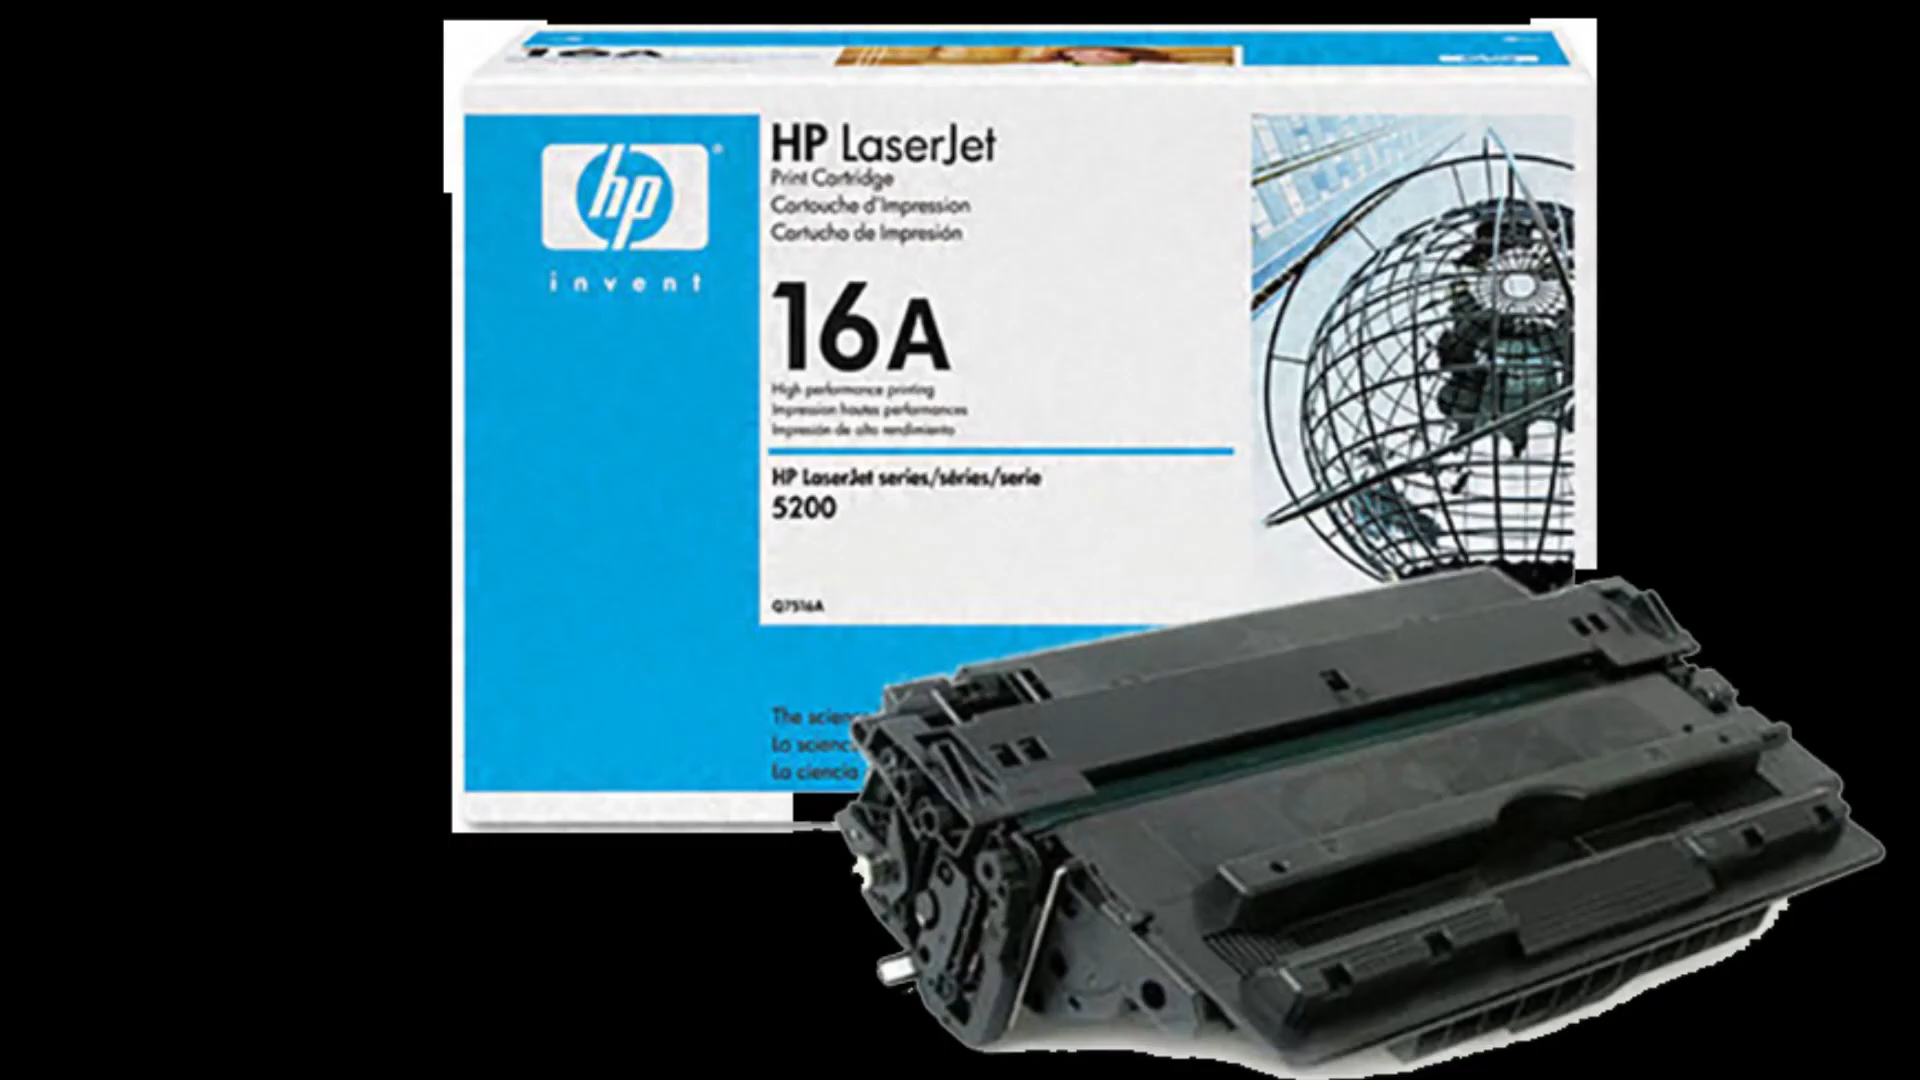 16A
hp
invent
HP LaserJet
Print Cartridge
Cartouche d'Impression
Cartucho de Impresión
16A
High performance printing
Impression hautes performances
Impresión de alto rendimiento
HP LaserJet series/séries/serie
5200
Q7516A
The scienc
La scienc
La ciencia